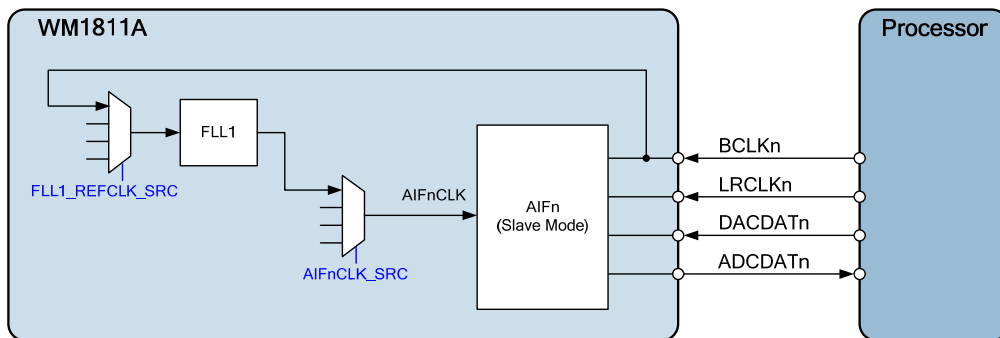 WM1811A
Processor
FLL1
FLL1_REFCLK_SRC
AIFnCLK
AIFnCLK_SRC
AIFn
(Slave Mode)
BCLKn
LRCLKn
DACDATn
ADCDATn